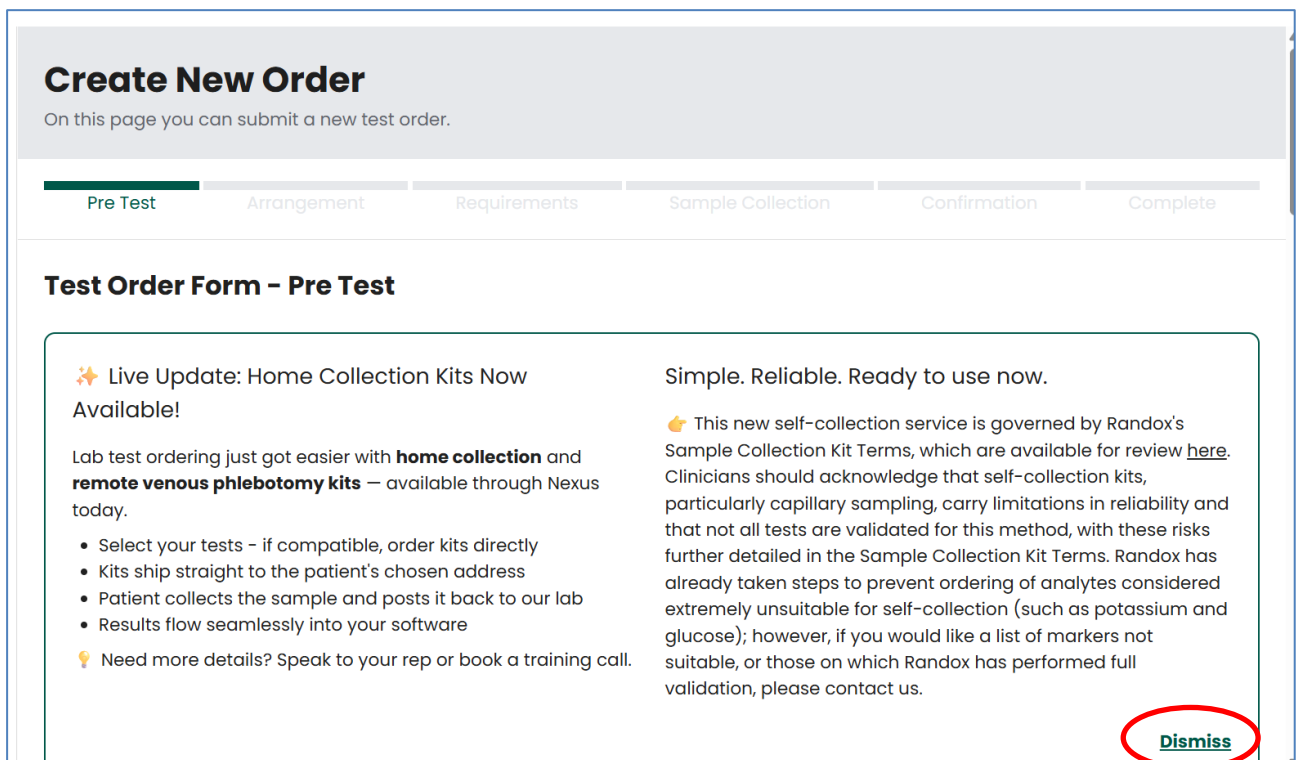 Create New Order
On this page you can submit a new test order.
Pre Test
Arrangement
Requirements
Sample Collection
Confirmation
Complete
Test Order Form - Pre Test
✨ Live Update: Home Collection Kits Now
Available!
Lab test ordering just got easier with home collection and
remote venous phlebotomy kits — available through Nexus
today.
• Select your tests - if compatible, order kits directly
• Kits ship straight to the patient's chosen address
• Patient collects the sample and posts it back to our lab
• Results flow seamlessly into your software
💡 Need more details? Speak to your rep or book a training call.
Simple. Reliable. Ready to use now.
👉 This new self-collection service is governed by Randox's
Sample Collection Kit Terms, which are available for review here.
Clinicians should acknowledge that self-collection kits,
particularly capillary sampling, carry limitations in reliability and
that not all tests are validated for this method, with these risks
further detailed in the Sample Collection Kit Terms. Randox has
already taken steps to prevent ordering of analytes considered
extremely unsuitable for self-collection (such as potassium and
glucose); however, if you would like a list of markers not
suitable, or those on which Randox has performed full
validation, please contact us.
Dismiss